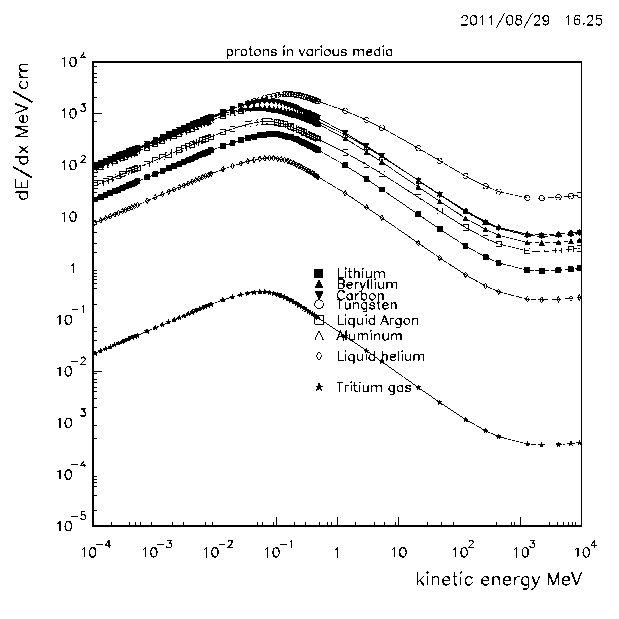 2011/08/29 16.25
protons in various media
dE/dx MeV/cm
10 4
10 3
10 2
10
1
10 -1
10 -2
10 3
10 -4
10 -5
Lithium
Beryllium
Carbon
Tungsten
Liquid Argon
Aluminum
Liquid helium
Tritium gas
10 -4 10 -3 10 -2 10 -1 1 10 10 2 10 3 10 4
kinetic energy MeV